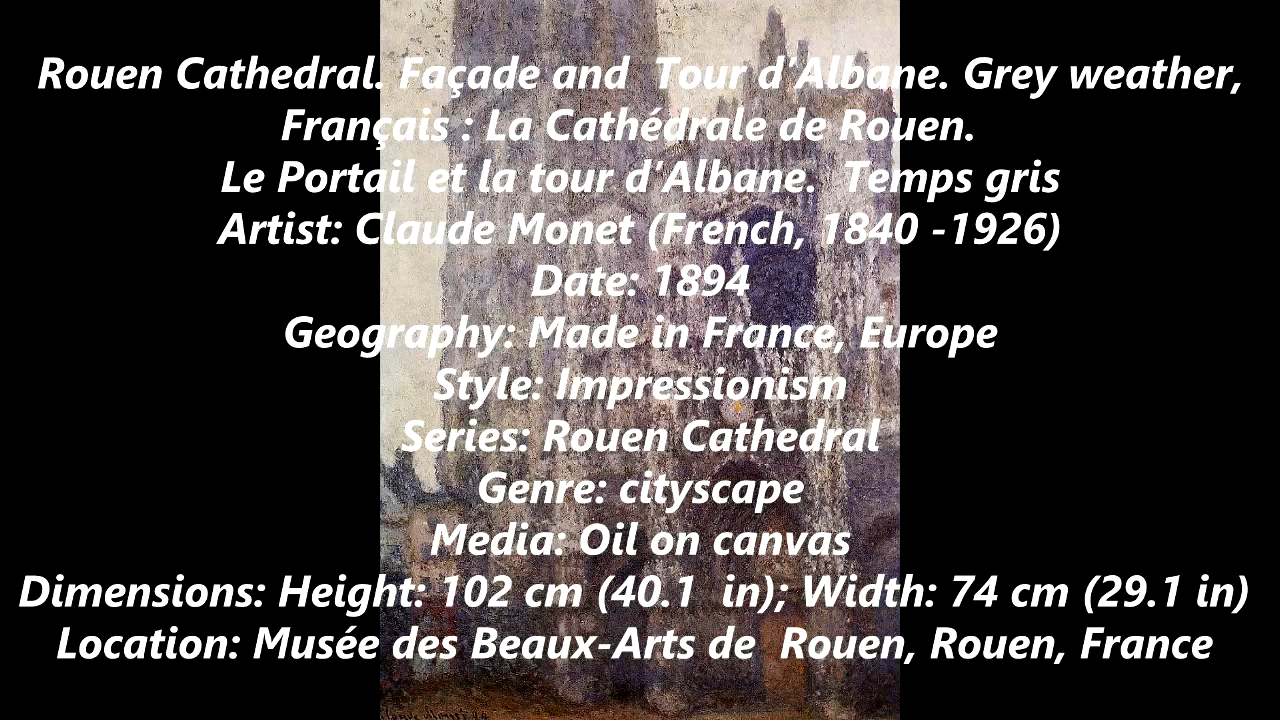 Rouen Cathedral. Façade and Tour d'Albane. Grey weather,
Français : La Cathédrale de Rouen.
Le Portail et la tour d'Albane. Temps gris
Artist: Claude Monet (French, 1840 -1926)
Date: 1894
Geography: Made in France, Europe
Style: Impressionism
Series: Rouen Cathedral
Genre: cityscape
Media: Oil on canvas
Dimensions: Height: 102 cm (40.1 in); Width: 74 cm (29.1 in)
Location: Musée des Beaux-Arts de Rouen, Rouen, France